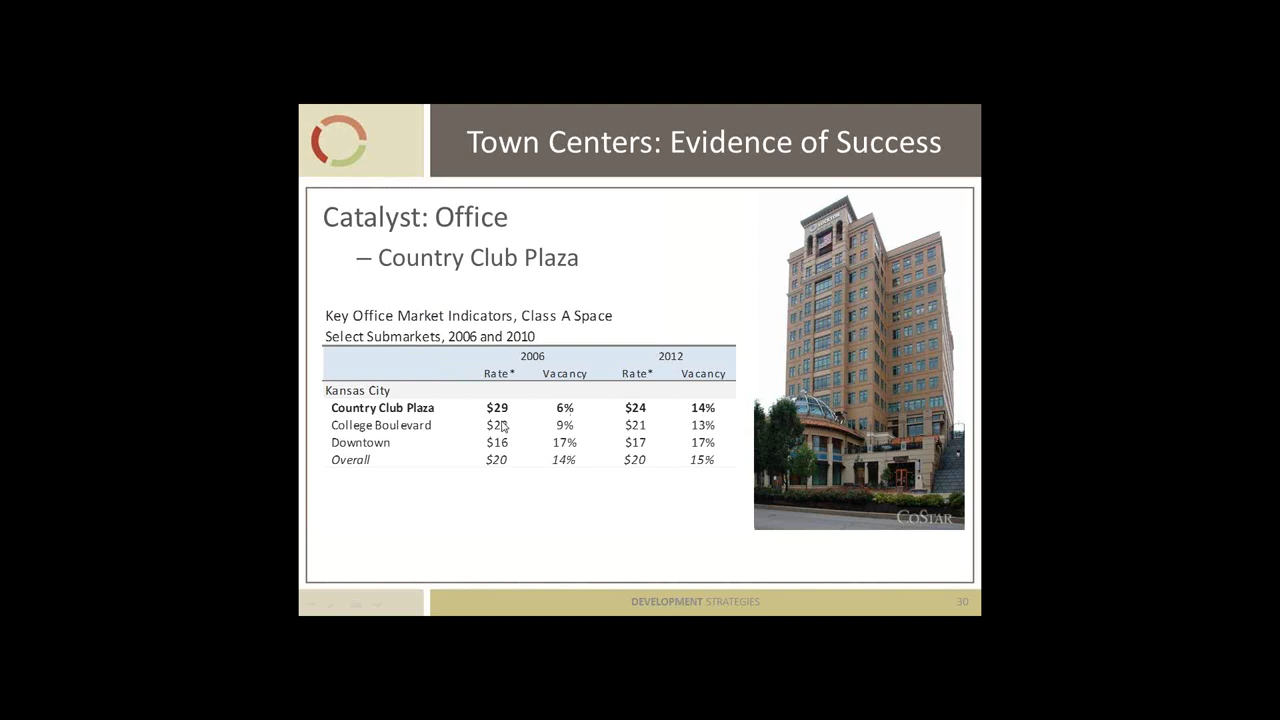 Town Centers: Evidence of Success
Catalyst: Office
– Country Club Plaza
Key Office Market Indicators, Class A Space
Select Submarkets, 2006 and 2010
2006 2012
Rate* Vacancy Rate* Vacancy
Kansas City
Country Club Plaza $29 6% $24 14%
College Boulevard 9% $21 13%
Downtown $16 17% $17 17%
Overall $20 14% $20 15%
COSTAR
DEVELOPMENT STRATEGIES 30